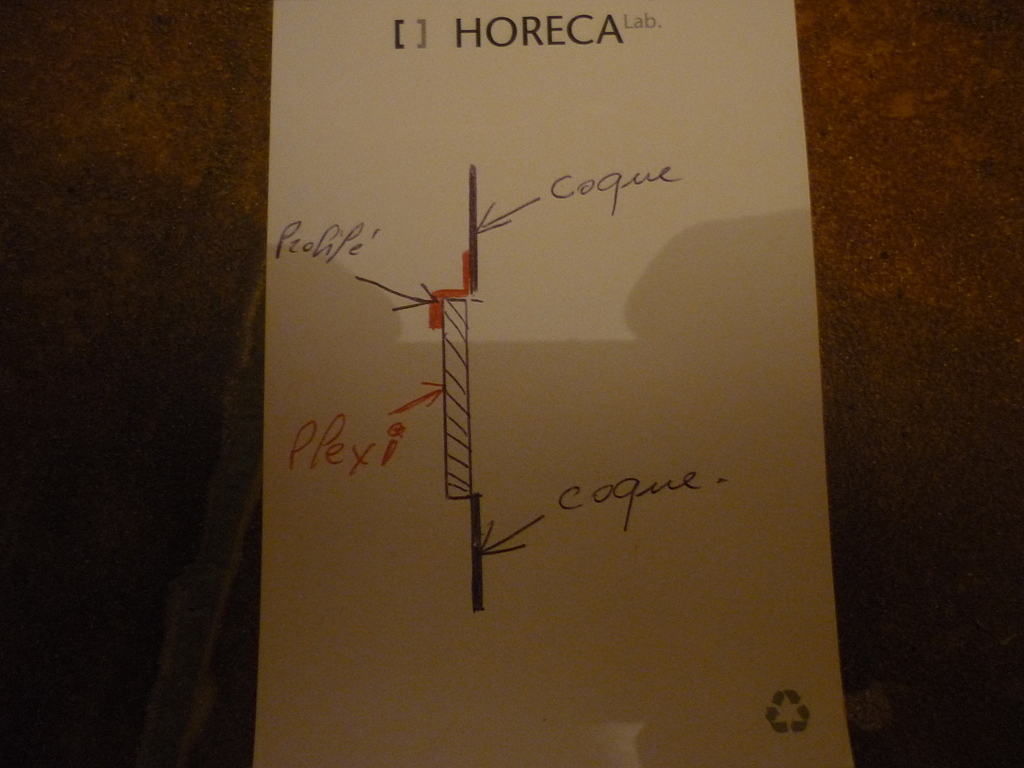 [ ] HORECA Lab.
coque
Profilé
Plexi
coque.